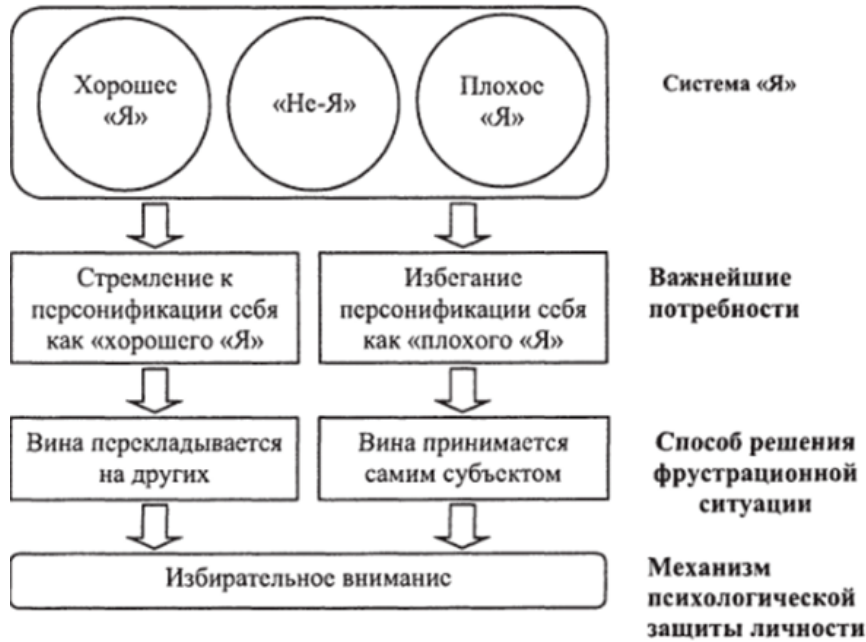 Хорошее
«Я»
«Не-Я»
Плохое
«Я»
Система «Я»
Стремление к
персонификации себя
как «хорошего «Я»
Избегание
персонификации себя
как «плохого «Я»
Важнейшие
потребности
Вина перекладывается
на других
Вина принимается
самим субъектом
Способ решения
фрустрационной
ситуации
Избирательное внимание
Механизм
психологической
защиты личности